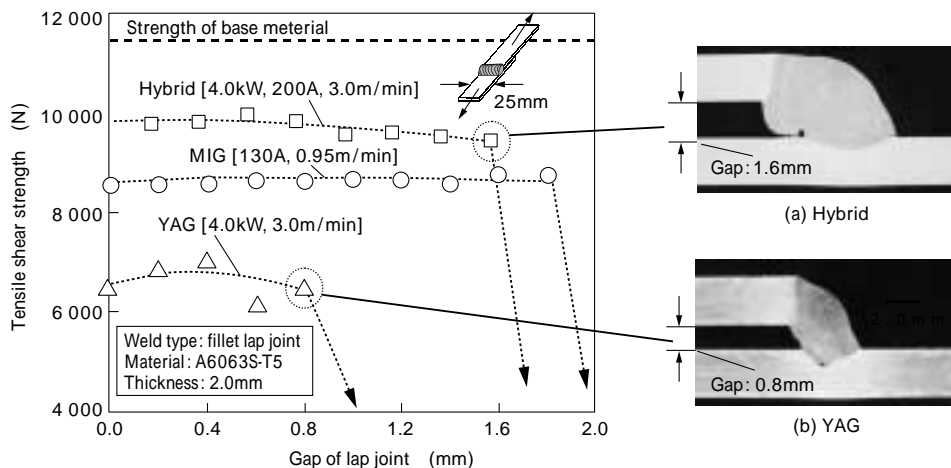 12 000
10 000
8 000
6 000
4 000
Tensile shear strength (N)
Strength of base material
25mm
Hybrid [4.0kW, 200A, 3.0m/min]
MIG [130A, 0.95m/min]
YAG [4.0kW, 3.0m/min]
Weld type: fillet lap joint
Material: A6063S-T5
Thickness: 2.0mm
0 0.4 0.8 1.2 1.6 2.0
Gap of lap joint (mm)
Gap: 1.6mm
(a) Hybrid
2.0mm
Gap: 0.8mm
(b) YAG